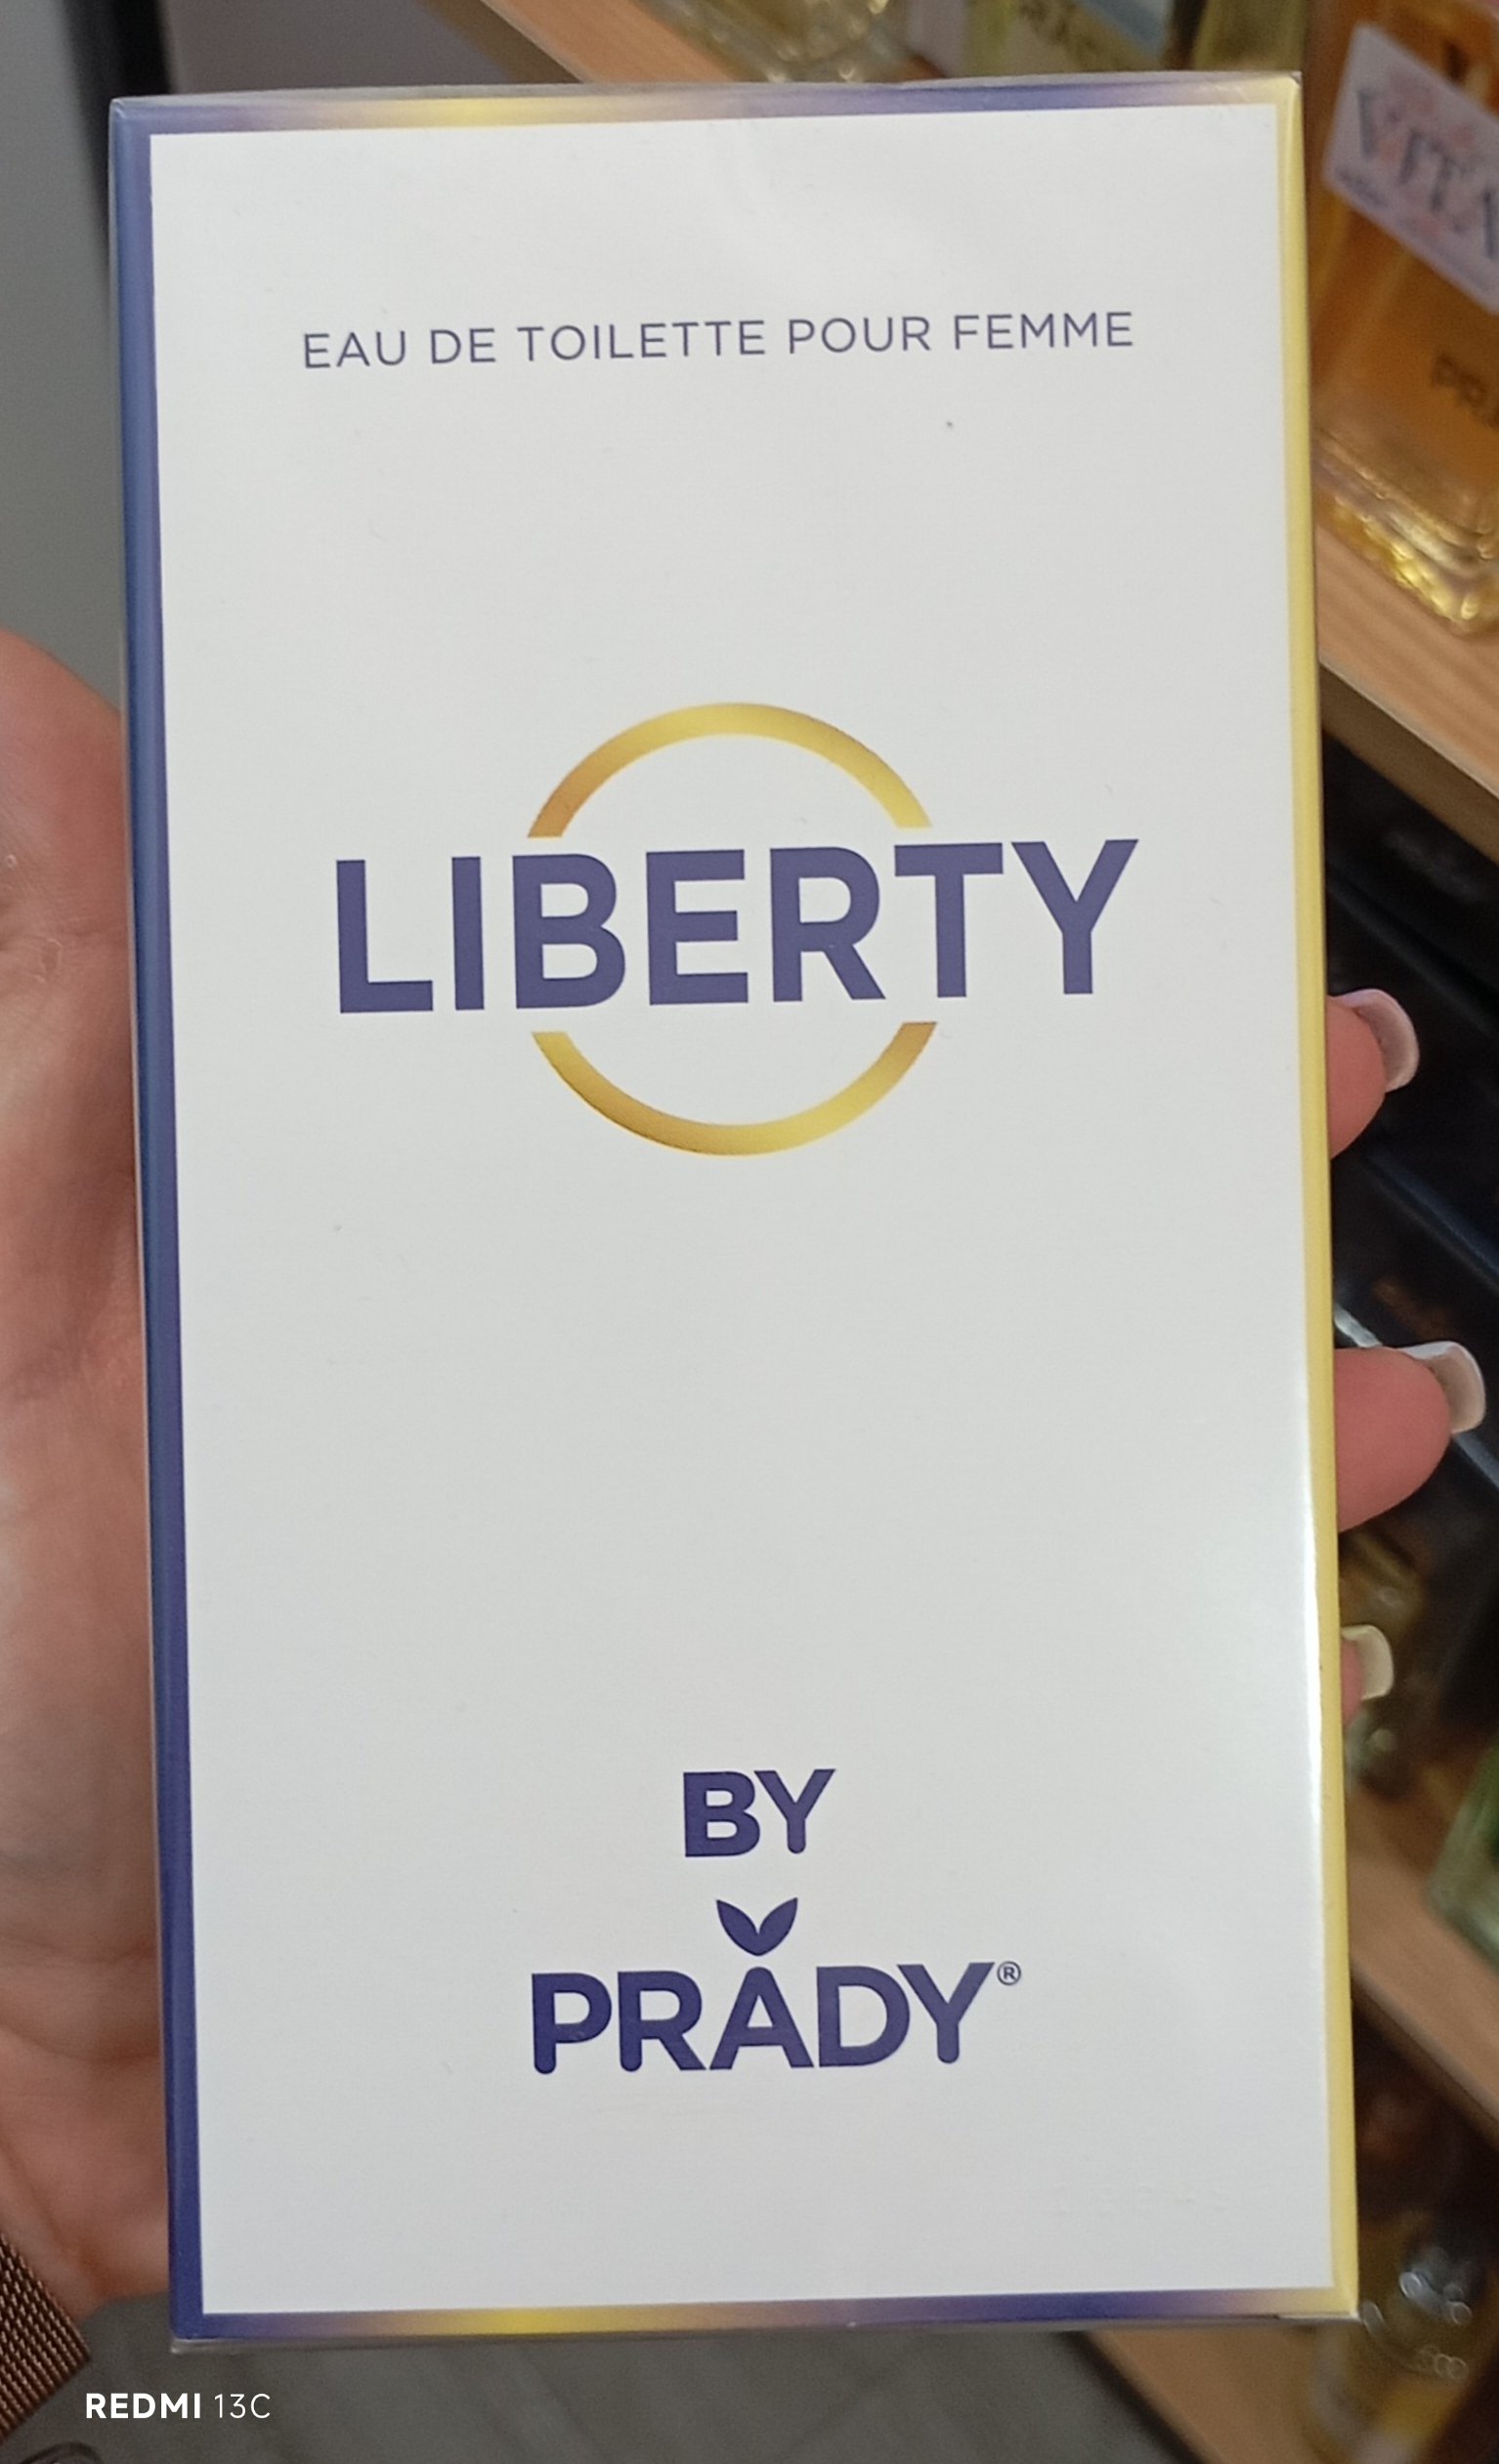 EAU DE TOILETTE POUR FEMME
LIBERTY
BY
PRADY®
REDMI 13C